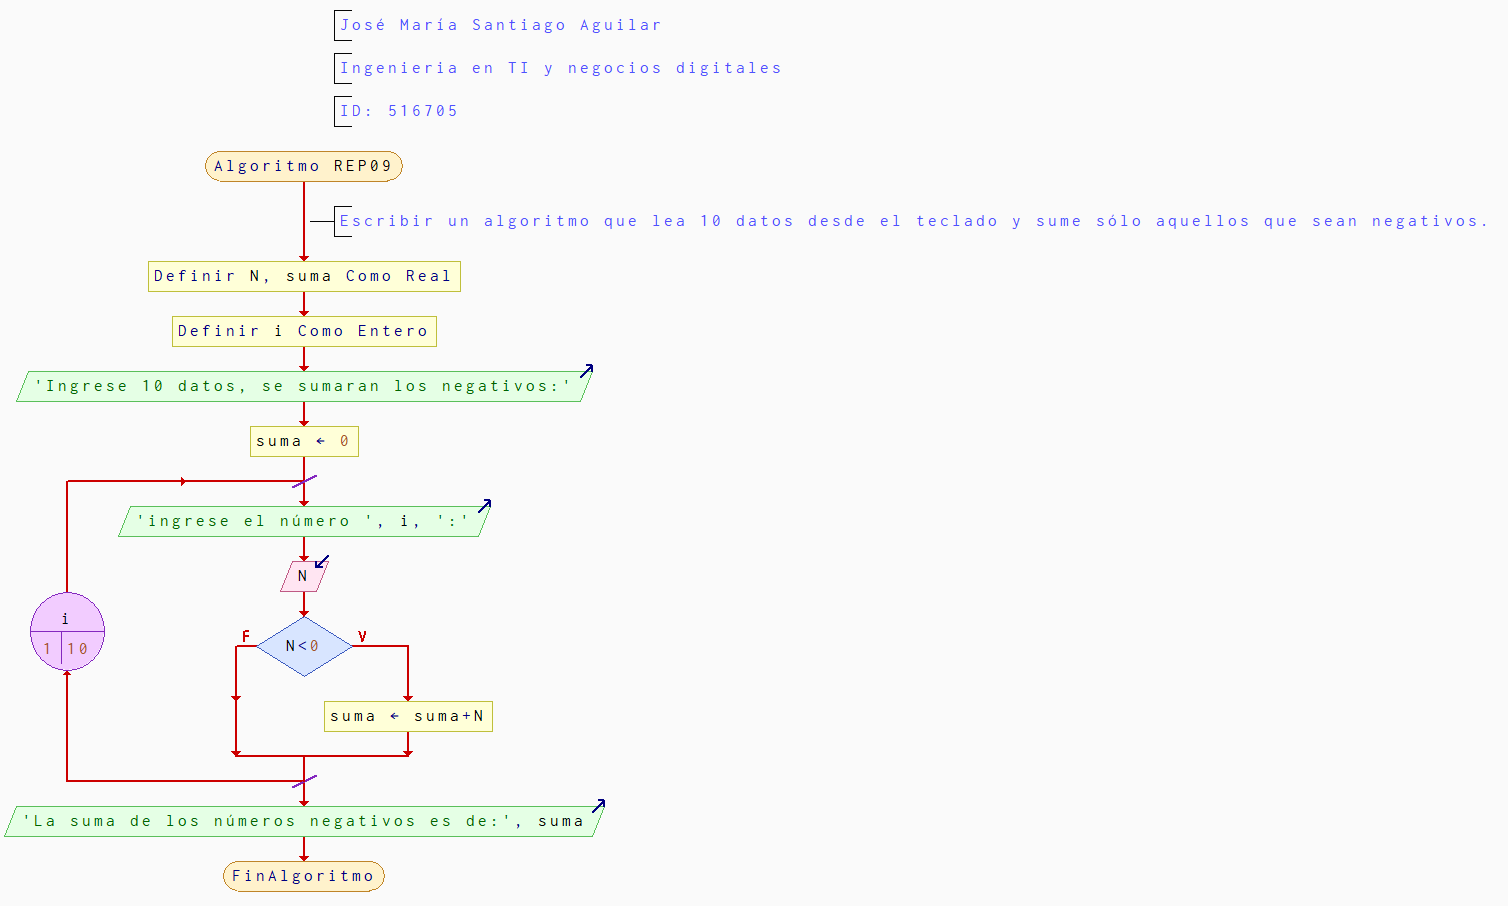 José María Santiago Aguilar
Ingenieria en TI y negocios digitales
ID: 516705
Algoritmo REP09
Escribir un algoritmo que lea 10 datos desde el teclado y sume sólo aquellos que sean negativos.
Definir N, suma Como Real
Definir i Como Entero
'Ingrese 10 datos, se sumaran los negativos:'
suma ← 0
'ingrese el número ', i, ':'
N
i
1 10
F
N<0
V
suma ← suma+N
'La suma de los números negativos es de:', suma
FinAlgoritmo